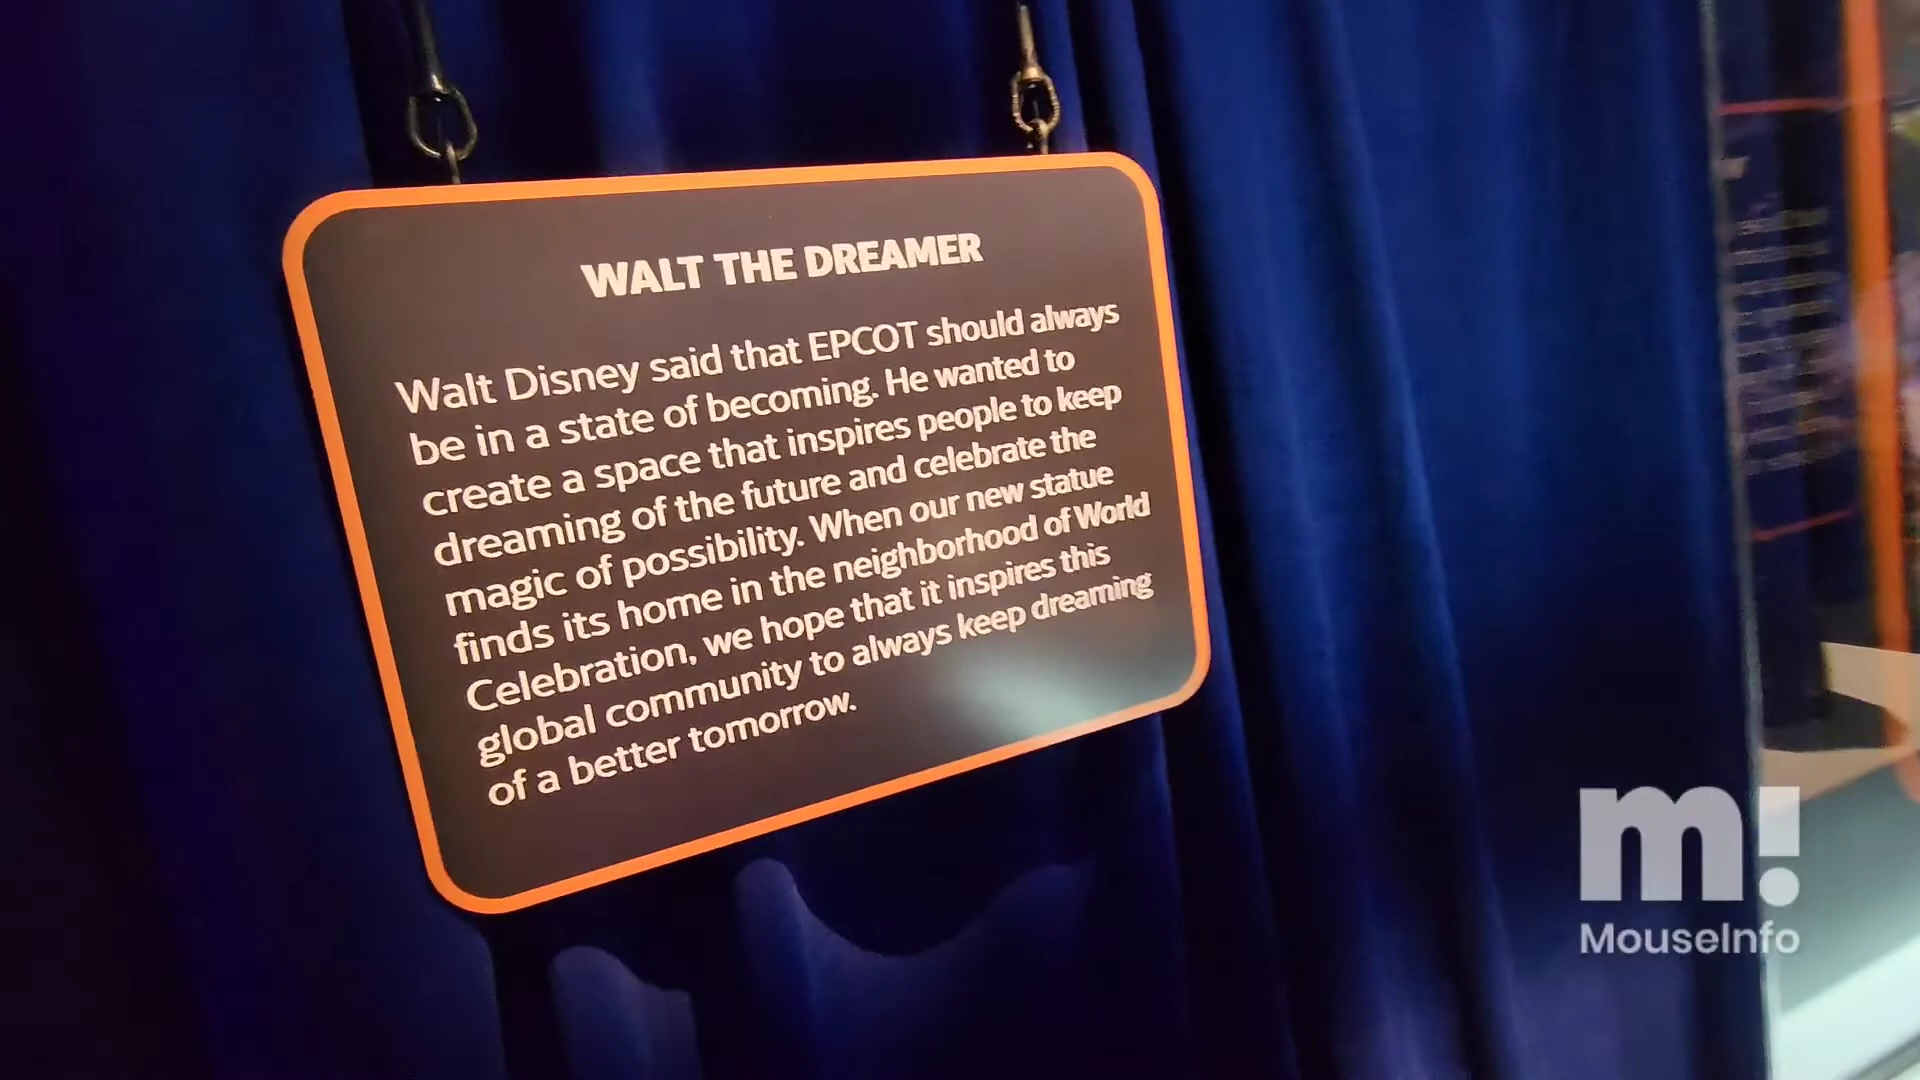 WALT THE DREAMER
Walt Disney said that EPCOT should always
be in a state of becoming. He wanted to
create a space that inspires people to keep
dreaming of the future and celebrate the
magic of possibility. When our new statue
finds its home in the neighborhood of World
Celebration, we hope that it inspires this
global community to always keep dreaming
of a better tomorrow.
m!
MouseInfo